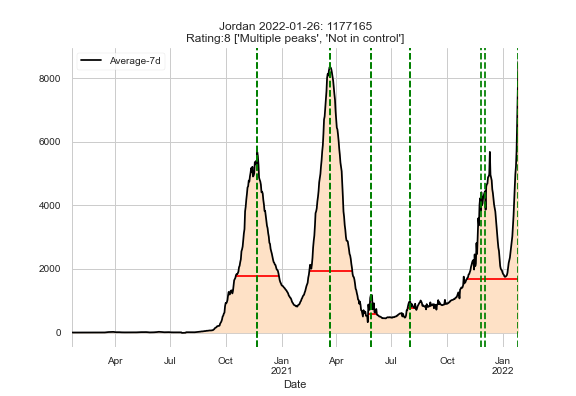 Jordan 2022-01-26: 1177165
Rating:8 ['Multiple peaks', 'Not in control']
Average-7d
8000
6000
4000
2000
0
Apr Jul Oct Jan Apr Jul Oct Jan
2021 2022
Date